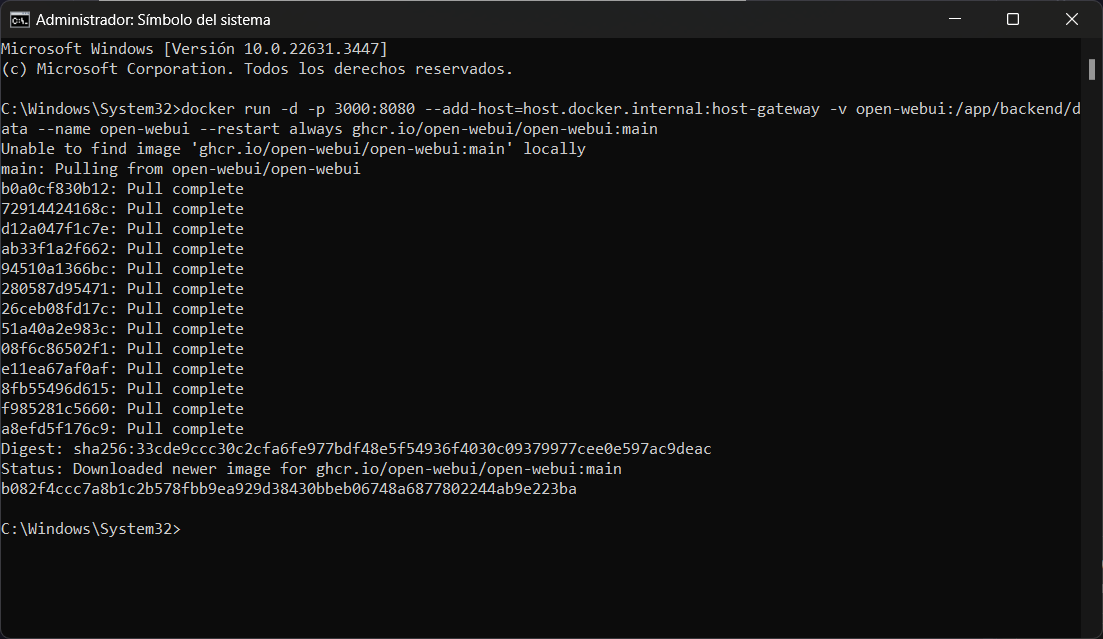 Administrador: Símbolo del sistema
Microsoft Windows [Versión 10.0.22631.3447]
(c) Microsoft Corporation. Todos los derechos reservados.
C:\Windows\System32>docker run -d -p 3000:8080 --add-host=host.docker.internal:host-gateway -v open-webui:/app/backend/d
ata --name open-webui --restart always ghcr.io/open-webui/open-webui:main
Unable to find image 'ghcr.io/open-webui/open-webui:main' locally
main: Pulling from open-webui/open-webui
b0a0cf830b12: Pull complete
72914424168c: Pull complete
d12a047f1c7e: Pull complete
ab33f1a2f662: Pull complete
94510a1366bc: Pull complete
280587d95471: Pull complete
26ceb08fd17c: Pull complete
51a40a2e983c: Pull complete
08f6c86502f1: Pull complete
e11ea67af0af: Pull complete
8fb55496d615: Pull complete
f985281c5660: Pull complete
a8efd5f176c9: Pull complete
Digest: sha256:33cde9ccc30c2cfa6fe977bdf48e5f54936f4030c09379977cee0e597ac9deac
Status: Downloaded newer image for ghcr.io/open-webui/open-webui:main
b082f4ccc7a8b1c2b578fbb9ea929d38430bbeb06748a6877802244ab9e223ba
C:\Windows\System32>